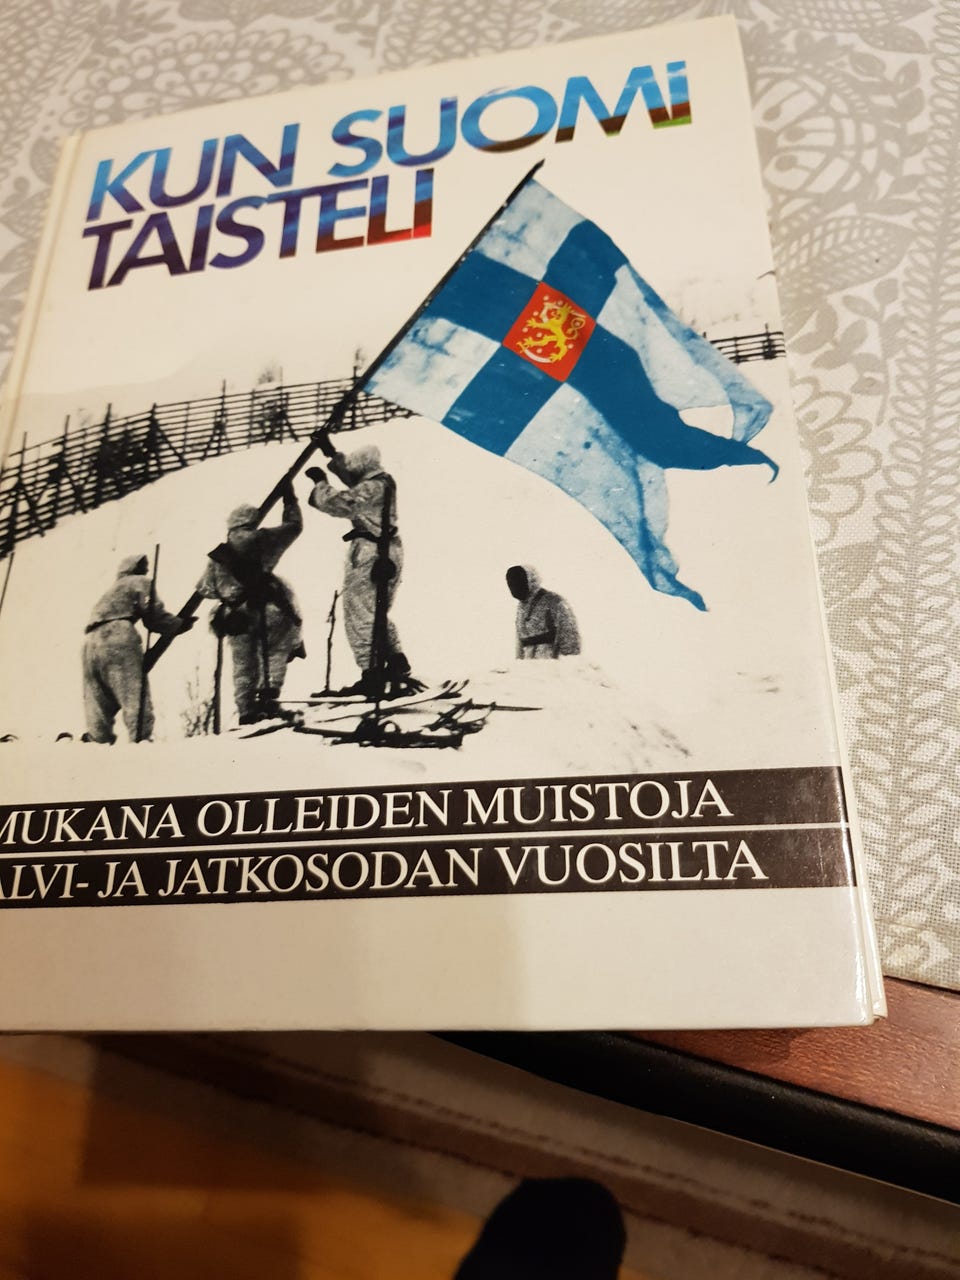 KUN SUOMI
TAISTELI
MUKANA OLLEIDEN MUISTOJA
ALVI- JA JATKOSODAN VUOSILTA